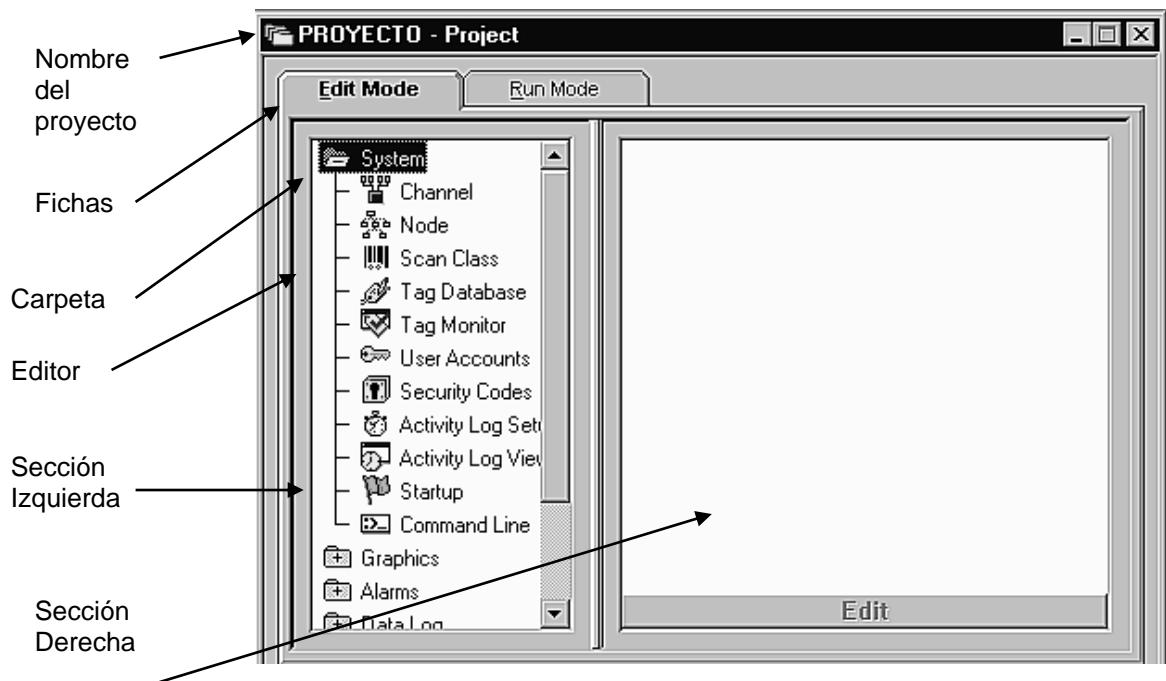 Nombre
del
proyecto
Fichas
Carpeta
Editor
Sección
Izquierda
Sección
Derecha
PROYECTO - Project
Edit Mode
Run Mode
System
Channel
Node
Scan Class
Tag Database
Tag Monitor
User Accounts
Security Codes
Activity Log Setu
Activity Log View
Startup
Command Line
Graphics
Alarms
Data Log
Edit